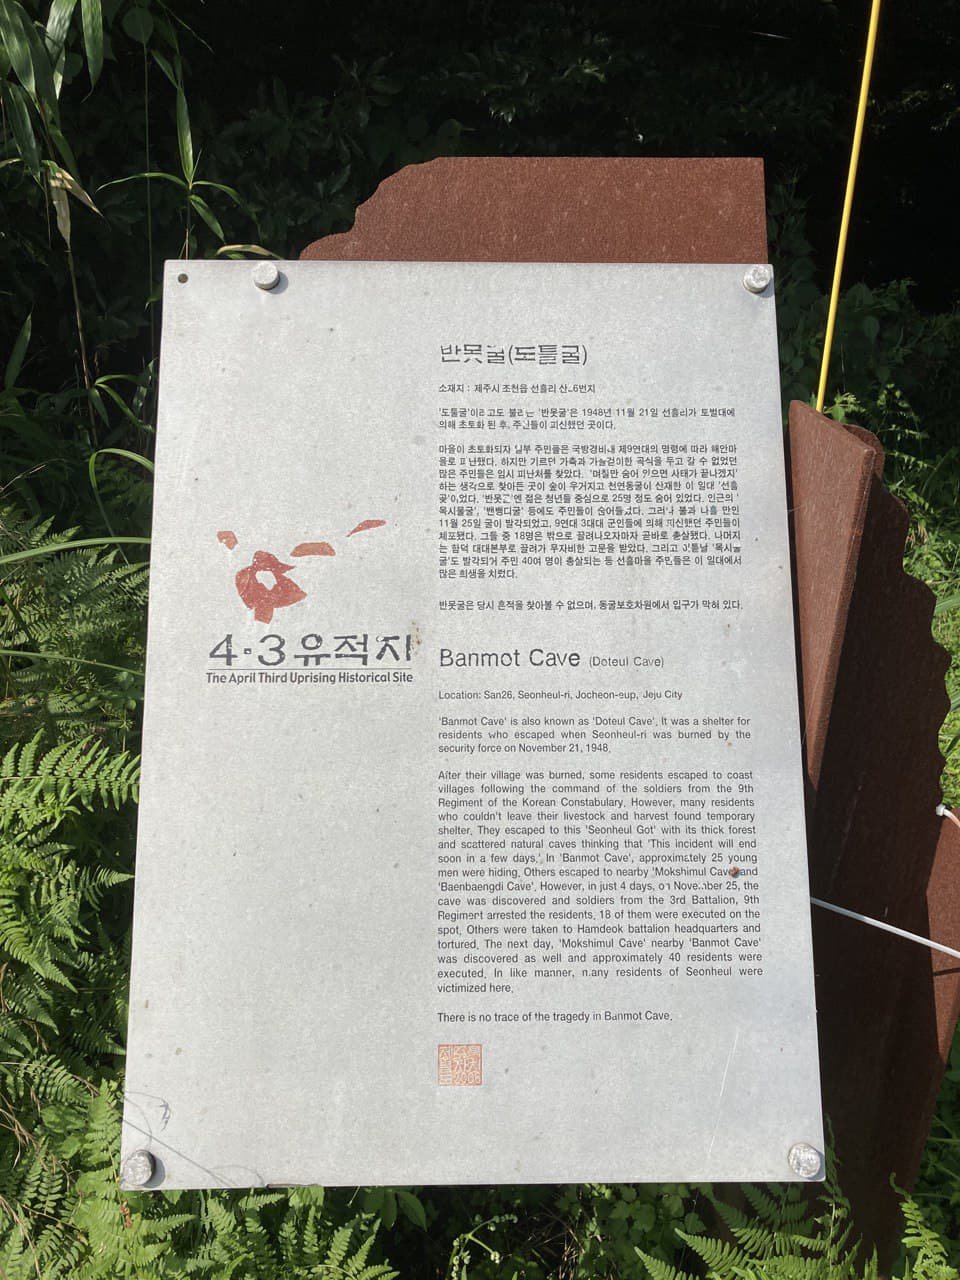 반못굴(도틀굴)
소재지 : 제주시 조천읍 선흘리 산26번지
'도틀굴'이라고도 불리는 '반못굴'은 1948년 11월 21일 선흘리가 토벌대에
의해 초토화 된 후, 주민들이 피신했던 곳이다.
마을이 초토화되자 일부 주민들은 국방경비대 제9연대의 명령에 따라 해안마
을로 피난했다. 하지만 기르던 가축과 가을걷이한 곡식을 두고 갈 수 없었던
많은 주민들은 임시 피난처를 찾았다. '며칠만 숨어 있으면 사태가 끝나겠지'
하는 생각으로 찾아든 곳이 숲이 우거지고 천연동굴이 산재한 이 일대 '선흘
곶'이었다. '반못굴'엔 젊은 청년들 중심으로 25명 정도 숨어 있었다. 인근의 '
목시물굴', '밴뱅디굴' 등에도 주민들이 숨어들었다. 그러나 불과 나흘 만인
11월 25일 굴이 발각되었고, 9연대 3대대 군인들에 의해 피신했던 주민들이
체포됐다. 그들 중 18명은 밖으로 끌려나오자마자 곧바로 총살됐다. 나머지
는 함덕 대대본부로 끌려가 무자비한 고문을 받았다. 그리고 이튿날 '목시물
굴'도 발각되어 주민 40여 명이 총살되는 등 선흘마을 주민들은 이 일대에서
많은 희생을 치렀다.
반못굴은 당시 흔적을 찾아볼 수 없으며, 동굴보호차원에서 입구가 막혀 있다.
4·3유적지
The April Third Uprising Historical Site
Banmot Cave (Doteul Cave)
Location: San26, Seonheul-ri, Jocheon-eup, Jeju City
'Banmot Cave' is also known as 'Doteul Cave'. It was a shelter for
residents who escaped when Seonheul-ri was burned by the
security force on November 21, 1948.
After their village was burned, some residents escaped to coast
villages following the command of the soldiers from the 9th
Regiment of the Korean Constabulary. However, many residents
who couldn't leave their livestock and harvest found temporary
shelter. They escaped to this 'Seonheul Got' with its thick forest
and scattered natural caves thinking that 'This incident will end
soon in a few days.' In 'Banmot Cave', approximately 25 young
men were hiding. Others escaped to nearby 'Mokshimul Cave' and
'Baenbaengdi Cave'. However, in just 4 days, on November 25, the
cave was discovered and soldiers from the 3rd Battalion, 9th
Regiment arrested the residents. 18 of them were executed on the
spot. Others were taken to Hamdeok battalion headquarters and
tortured. The next day, 'Mokshimul Cave' nearby 'Banmot Cave'
was discovered as well and approximately 40 residents were
executed. In like manner, many residents of Seonheul were
victimized here.
There is no trace of the tragedy in Banmot Cave.